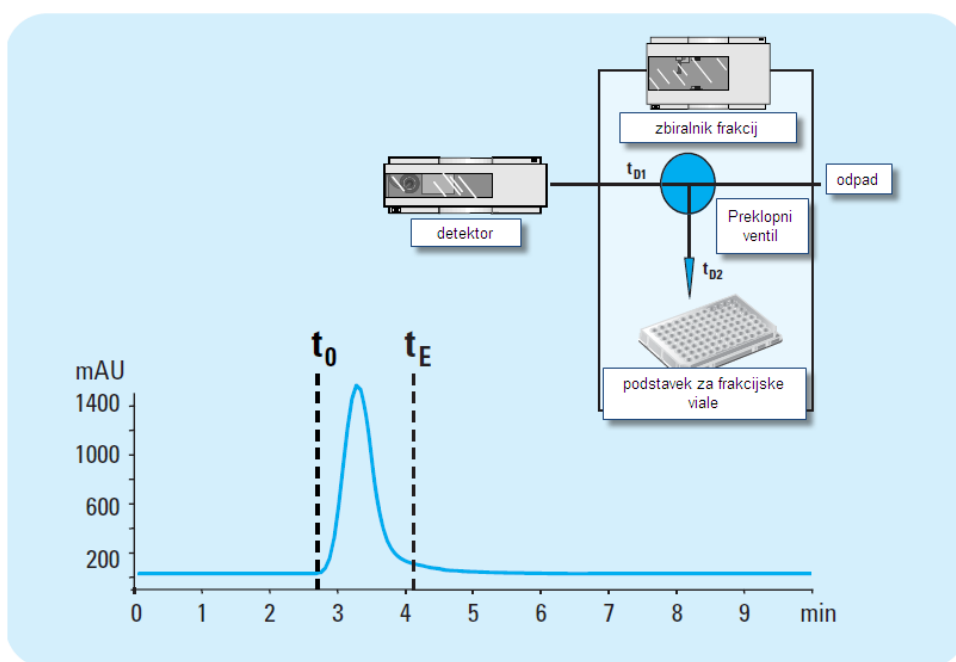 zbiralnik frakcij
t_D1
odpad
detektor
Preklopni
ventil
t_D2
podstavek za frakcijske
viale
t_0 t_E
mAU
1400
1000
600
200
0 1 2 3 4 5 6 7 8 9 min